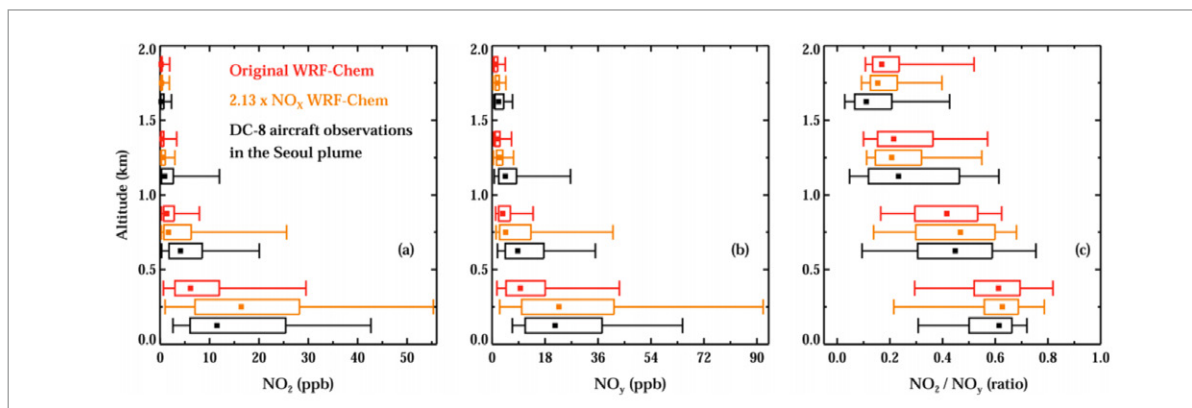 Original WRF-Chem
2.13 x NOX WRF-Chem
DC-8 aircraft observations
in the Seoul plume
Altitude (km)
2.0
1.5
1.0
0.5
0.0
(a)
0 10 20 30 40 50
NO2 (ppb)
2.0
1.5
1.0
0.5
0.0
(b)
0 18 36 54 72 90
NOy (ppb)
2.0
1.5
1.0
0.5
0.0
(c)
0.0 0.2 0.4 0.6 0.8 1.0
NO2 / NOy (ratio)